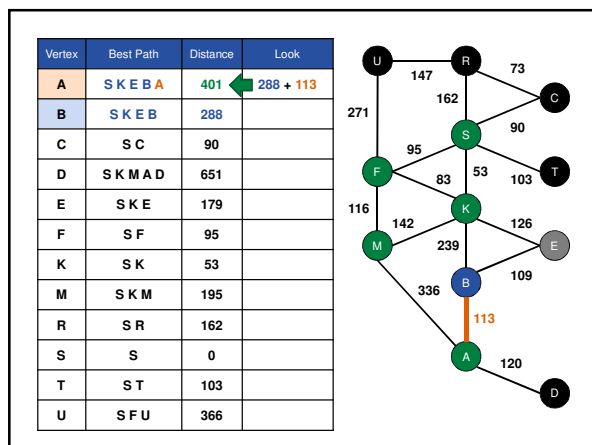 Vertex Best Path Distance Look
A S K E B A 401 288 + 113
B S K E B 288
C S C 90
D S K M A D 651
E S K E 179
F S F 95
K S K 53
M S K M 195
R S R 162
S S 0
T S T 103
U S F U 366
U R
147 73
C
271 162 90
S
95 53 103 T
F 83
K
116 142 126
M 239 E
109
336 B
113
A
120
D